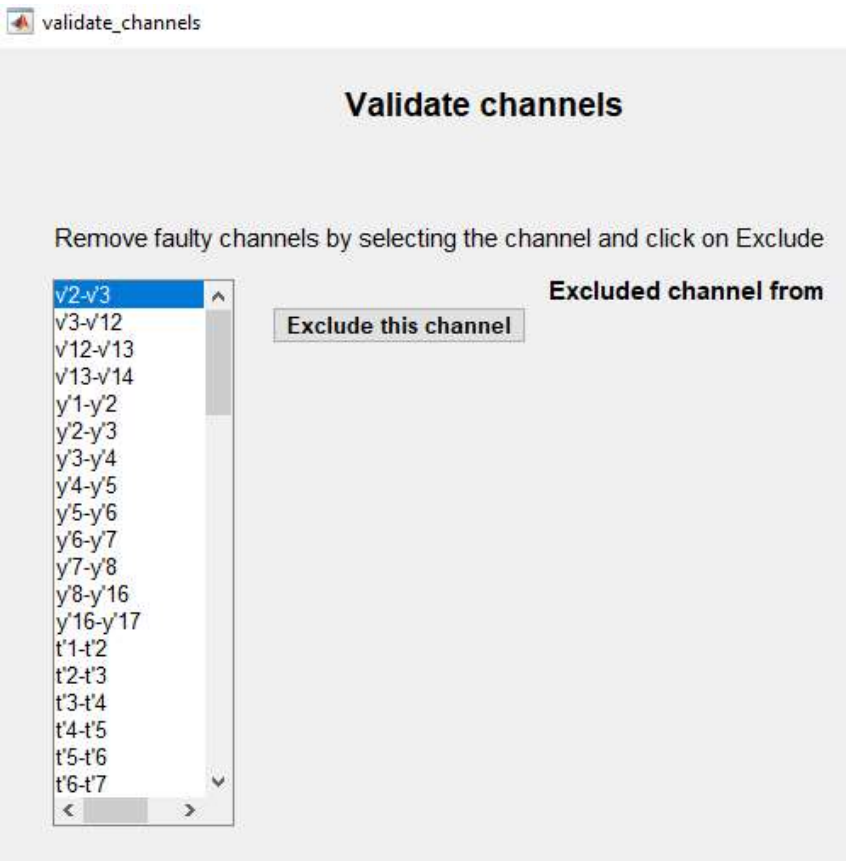 validate_channels
Validate channels
Remove faulty channels by selecting the channel and click on Exclude
v'2-v'3
v'3-v'12
v'12-v'13
v'13-v'14
y'1-y'2
y'2-y'3
y'3-y'4
y'4-y'5
y'5-y'6
y'6-y'7
y'7-y'8
y'8-y'16
y'16-y'17
t'1-t'2
t'2-t'3
t'3-t'4
t'4-t'5
t'5-t'6
t'6-t'7
Exclude this channel
Excluded channel from